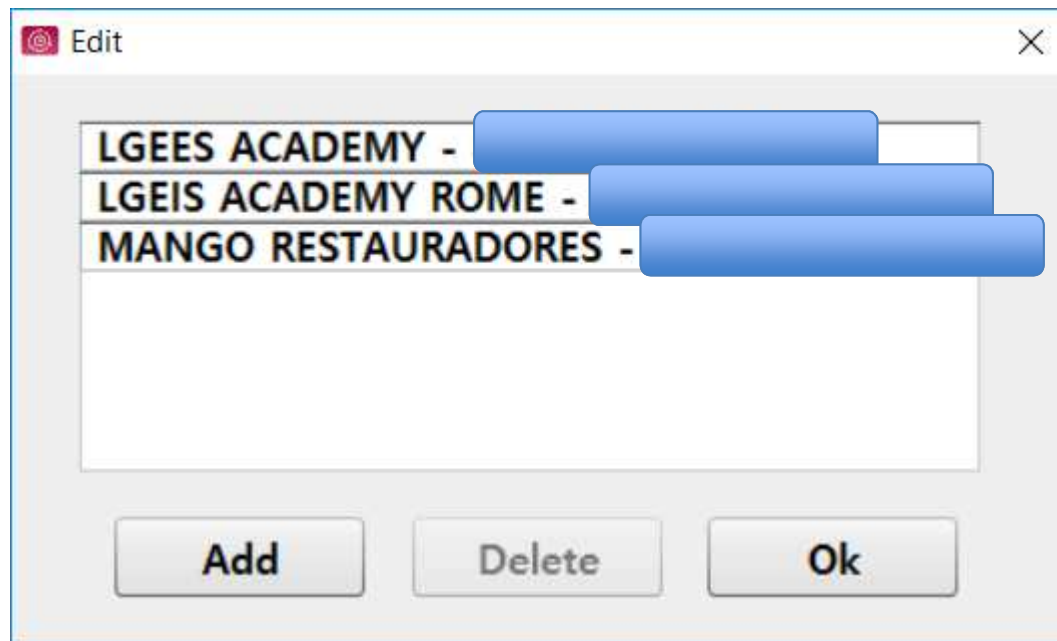 Edit
LGEES ACADEMY -
LGEIS ACADEMY ROME -
MANGO RESTAURADORES -
Add Delete Ok